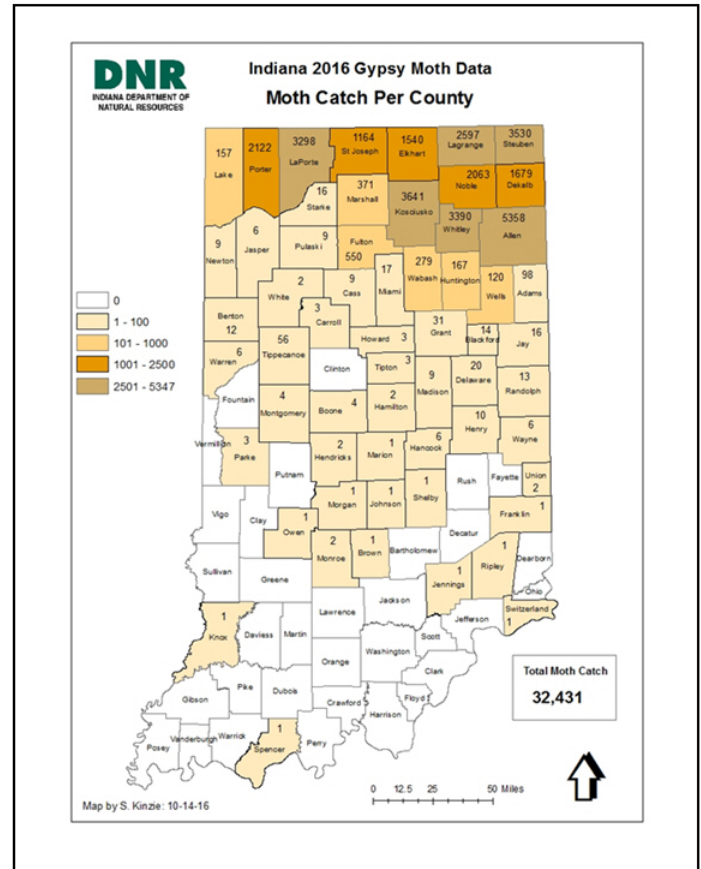 DNR
INDIANA DEPARTMENT OF
NATURAL RESOURCES
Indiana 2016 Gypsy Moth Data
Moth Catch Per County
157
Lake
2122
Porter
3298
LaPorte
1164
St Joseph
1540
Elkhart
2597
Lagrange
3530
Steuben
2063
Noble
1679
Dekalb
16
Starke
371
Marshall
3641
Kosciusko
3390
Whitley
5358
Allen
9
Newton
6
Jasper
9
Pulaski
Fulton
550
17
Miami
279
Wabash
167
Huntington
120
Wells
98
Adams
2
White
9
Cass
3
Carroll
Benton
12
31
Grant
14
Blackford
16
Jay
Howard 3
6
Warren
56
Tippecanoe
Clinton
3
Tipton
9
Madison
20
Delaware
13
Randolph
Fountain
4
Montgomery
4
Boone
2
Hamilton
10
Henry
6
Wayne
Vermillion
3
Parke
Putnam
2
Hendricks
1
Marion
6
Hancock
Rush
Fayette
Union
2
1
Shelby
1
Morgan
1
Johnson
Vigo
Clay
1
Owen
Franklin
1
2
Monroe
1
Brown
Bartholomew
Decatur
1
Ripley
Dearborn
Sullivan
Greene
1
Jennings
Ohio
Switzerland
1
Jackson
Jefferson
Lawrence
1
Knox
Daviess
Martin
Scott
Washington
Orange
Clark
Gibson
Pike
Dubois
Crawford
Floyd
Harrison
Posey
Vanderburgh
Warrick
1
Spencer
Perry
0
1 - 100
101 - 1000
1001 - 2500
2501 - 5347
Total Moth Catch
32,431
0 12.5 25 50 Miles
Map by S. Kinzie: 10-14-16